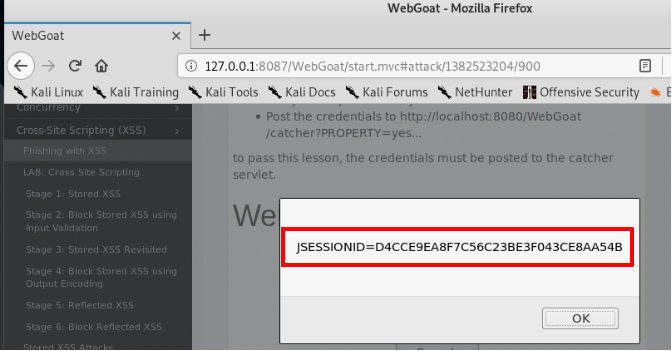 WebGoat - Mozilla Firefox
WebGoat
127.0.0.1:8087/WebGoat/start.mvc#attack/1382523204/900
Kali Linux Kali Training Kali Tools Kali Docs Kali Forums NetHunter Offensive Security
Concurrency
Cross-Site Scripting (XSS)
Phishing with XSS
LAB: Cross Site Scripting
Stage 1: Stored XSS
Stage 2: Block Stored XSS using
Input Validation
Stage 3: Stored XSS Revisited
Stage 4: Block Stored XSS using
Output Encoding
Stage 5: Reflected XSS
Stage 6: Block Reflected XSS
Stored XSS Attacks
Post the credentials to http://localhost:8080/WebGoat
/catcher?PROPERTY=yes...
to pass this lesson, the credentials must be posted to the catcher
servlet.
We
JSESSIONID=D4CCE9EA8F7C56C23BE3F043CE8AA54B
OK